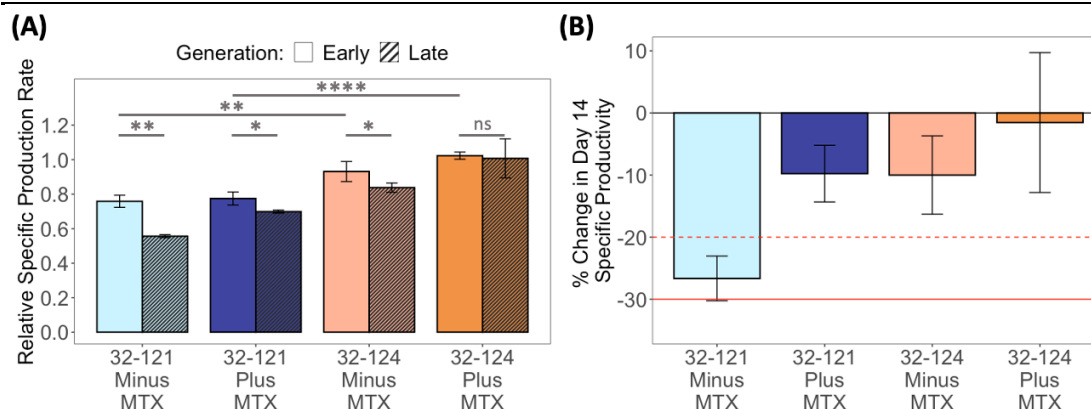 (A)
Generation: Early Late
Relative Specific Production Rate
****
**
** * * ns
1.2
1.0
0.8
0.6
0.4
0.2
0.0
32-121 32-121 32-124 32-124
Minus Plus Minus Plus
MTX MTX MTX MTX
(B)
% Change in Day 14
Specific Productivity
10
0
-10
-20
-30
32-121 32-121 32-124 32-124
Minus Plus Minus Plus
MTX MTX MTX MTX